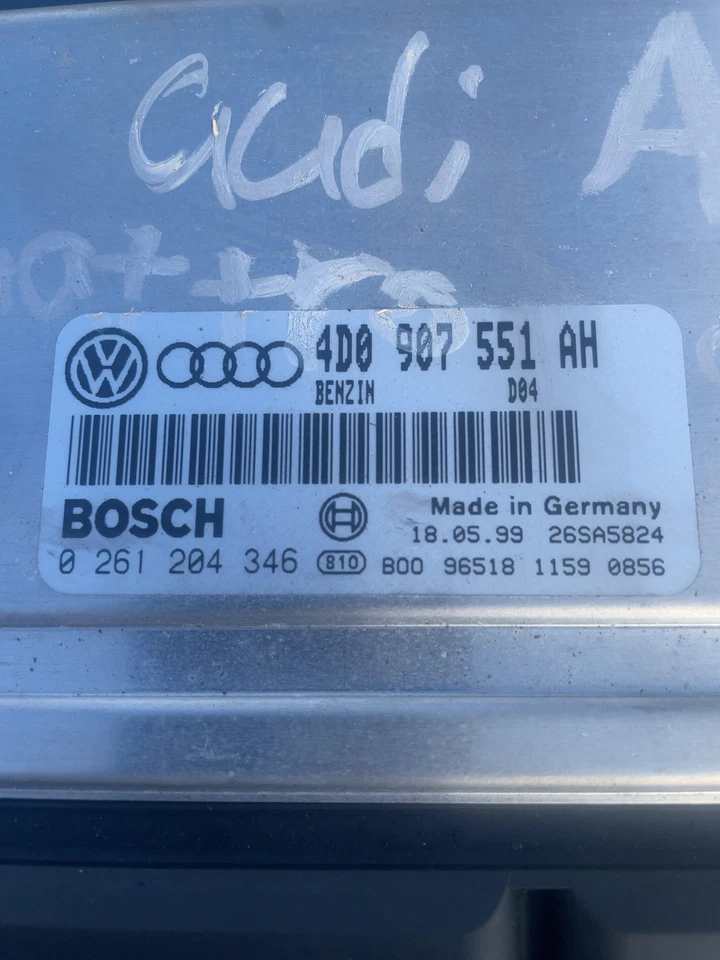 audi A
4D0 907 551 AH
BENZIN D04
BOSCH Made in Germany
18.05.99 26SA5824
0 261 204 346 810 B00 96518 1159 0856